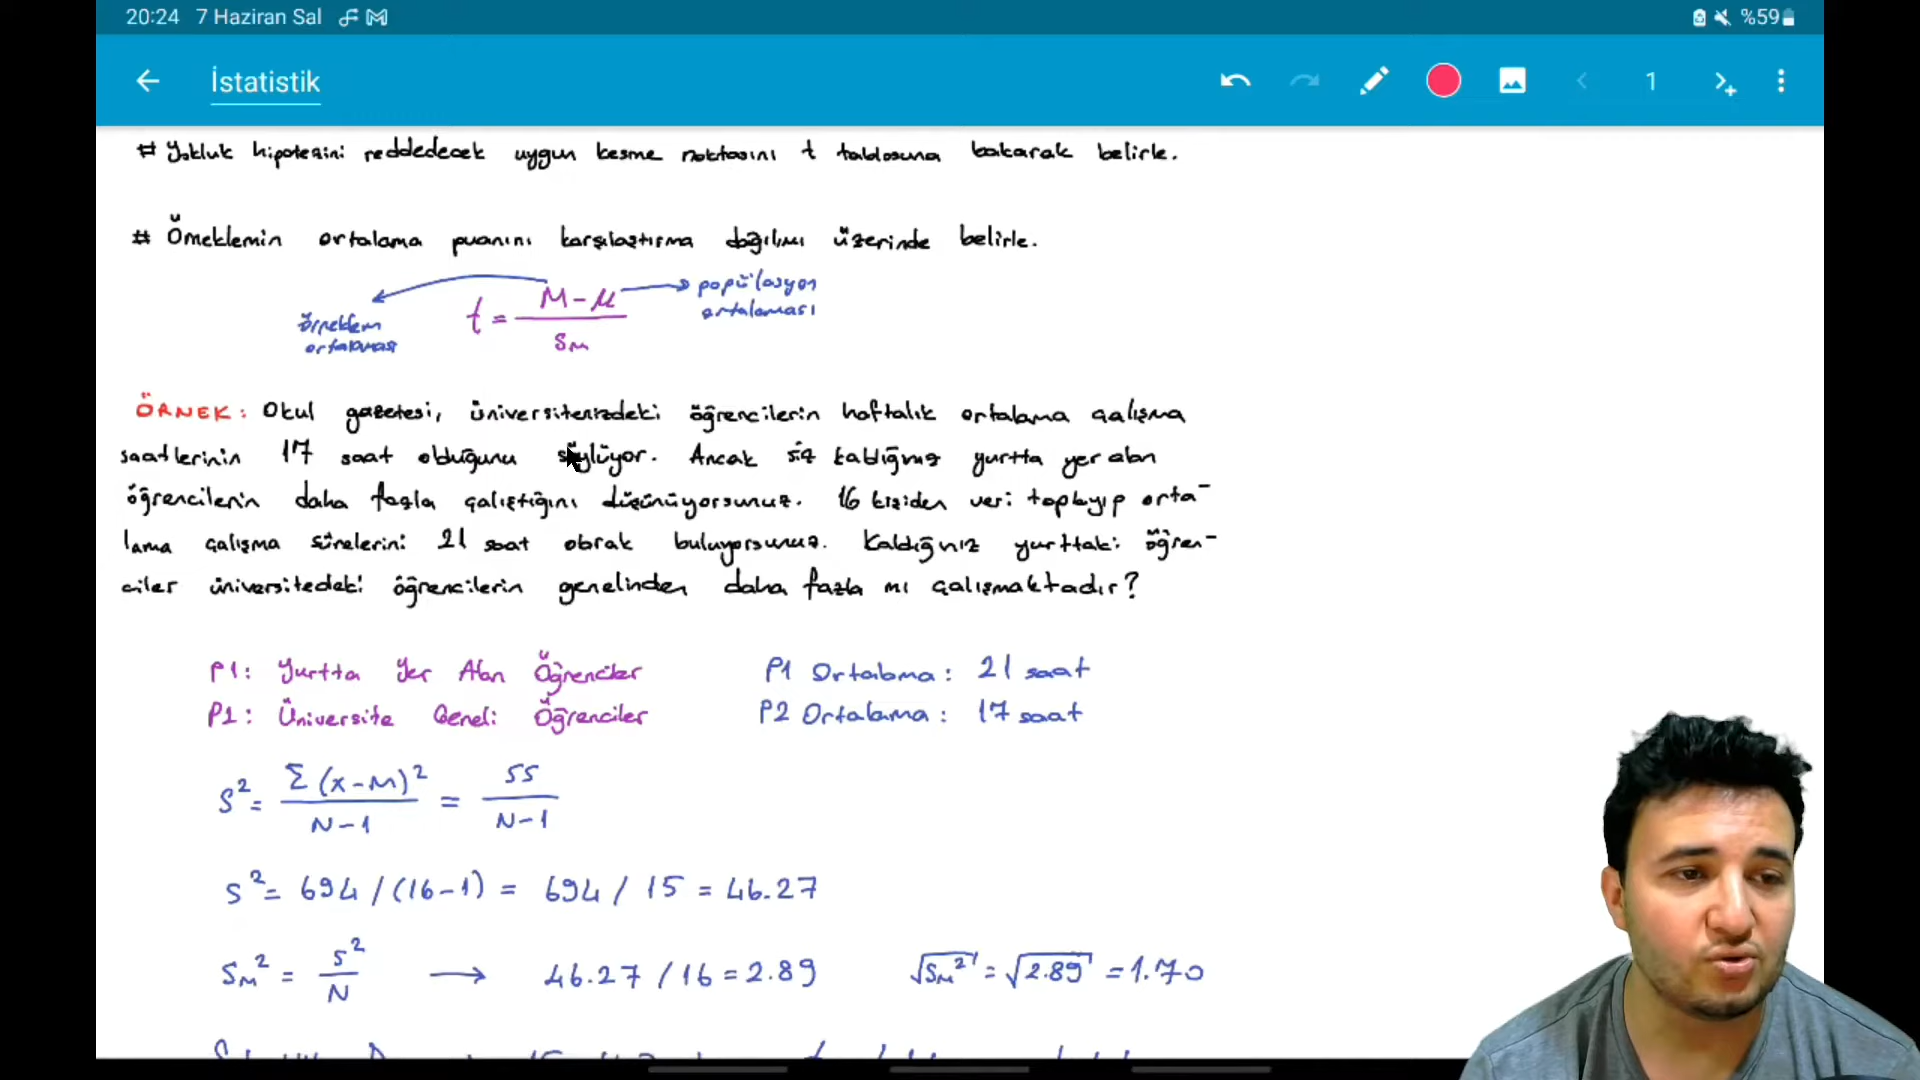 20:24 7 Haziran Sal %59
İstatistik 1
# Yokluk hipotezini reddedecek uygun kesme noktasını t tablosuna bakarak belirle.
# Örneklemin ortalama puanını karşılaştırma dağılımı üzerinde belirle.
örneklem ortalaması
t = M-μ / SM
popülasyon ortalaması
ÖRNEK: Okul gazetesi, üniversitenizdeki öğrencilerin haftalık ortalama çalışma
saatlerinin 17 saat olduğunu söylüyor. Ancak siz kaldığınız yurtta yer alan
öğrencilerin daha fazla çalıştığını düşünüyorsunuz. 16 kişiden veri toplayıp orta-
lama çalışma sürelerini 21 saat olarak buluyorsunuz. Kaldığınız yurttaki öğren-
ciler üniversitedeki öğrencilerin genelinden daha fazla mı çalışmaktadır?
P1: Yurtta Yer Alan Öğrenciler P1 Ortalama: 21 saat
P2: Üniversite Geneli Öğrenciler P2 Ortalama: 17 saat
S² = Σ(x-M)² / N-1 = SS / N-1
S² = 694 / (16-1) = 694 / 15 = 46.27
SM² = S² / N → 46.27 / 16 = 2.89 √SM² = √2.89 = 1.70